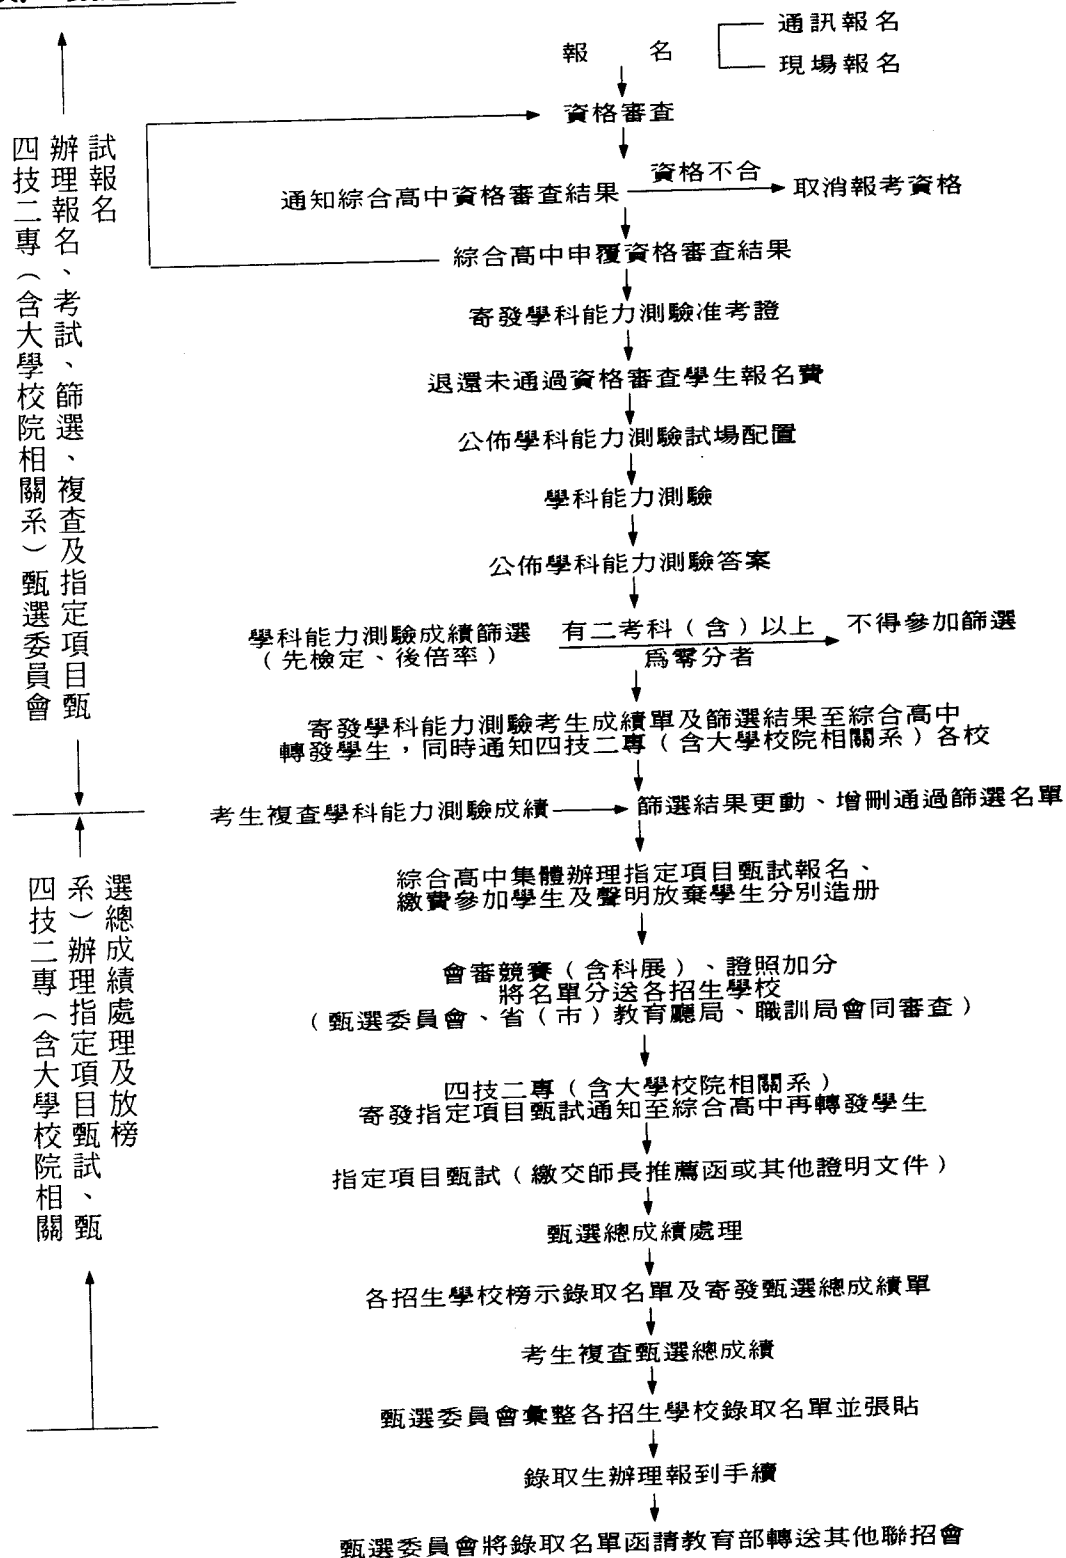 報　名
通訊報名
現場報名
資格審查
通知綜合高中資格審查結果
資格不合
取消報考資格
綜合高中申覆資格審查結果
寄發學科能力測驗准考證
退還未通過資格審查學生報名費
公佈學科能力測驗試場配置
學科能力測驗
公佈學科能力測驗答案
學科能力測驗成績篩選
（先檢定、後倍率）
有二考科（含）以上
為零分者
不得參加篩選
寄發學科能力測驗考生成績單及篩選結果至綜合高中
轉發學生，同時通知四技二專（含大學校院相關系）各校
考生複查學科能力測驗成績
篩選結果更動、增刪通過篩選名單
綜合高中集體辦理指定項目甄試報名、
繳費參加學生及聲明放棄學生分別造册
會審競賽（含科展）、證照加分
將名單分送各招生學校
（甄選委員會、省（市）教育廳局、職訓局會同審查）
四技二專（含大學校院相關系）
寄發指定項目甄試通知至綜合高中再轉發學生
指定項目甄試（繳交師長推薦函或其他證明文件）
甄選總成績處理
各招生學校榜示錄取名單及寄發甄選總成績單
考生複查甄選總成績
甄選委員會彙整各招生學校錄取名單並張貼
錄取生辦理報到手續
甄選委員會將錄取名單函請教育部轉送其他聯招會
四技二專（含大學校院相關系）甄選委員會
辦理報名、考試、篩選、複查及指定項目甄
試報名
四技二專（含大學校院相關
系）辦理指定項目甄試、甄
選總成績處理及放榜